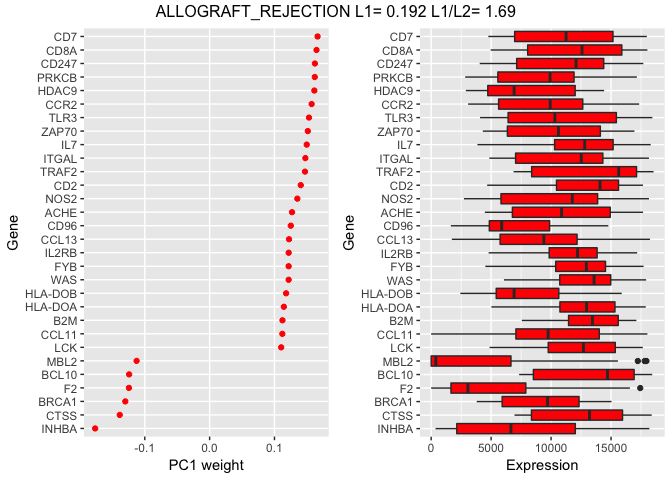 ALLOGRAFT_REJECTION L1= 0.192 L1/L2= 1.69
Gene
CD7
CD8A
CD247
PRKCB
HDAC9
CCR2
TLR3
ZAP70
IL7
ITGAL
TRAF2
CD2
NOS2
ACHE
CD96
CCL13
IL2RB
FYB
WAS
HLA-DOB
HLA-DOA
B2M
CCL11
LCK
MBL2
BCL10
F2
BRCA1
CTSS
INHBA
-0.1 0.0 0.1
PC1 weight
Gene
CD7
CD8A
CD247
PRKCB
HDAC9
CCR2
TLR3
ZAP70
IL7
ITGAL
TRAF2
CD2
NOS2
ACHE
CD96
CCL13
IL2RB
FYB
WAS
HLA-DOB
HLA-DOA
B2M
CCL11
LCK
MBL2
BCL10
F2
BRCA1
CTSS
INHBA
0 5000 10000 15000
Expression